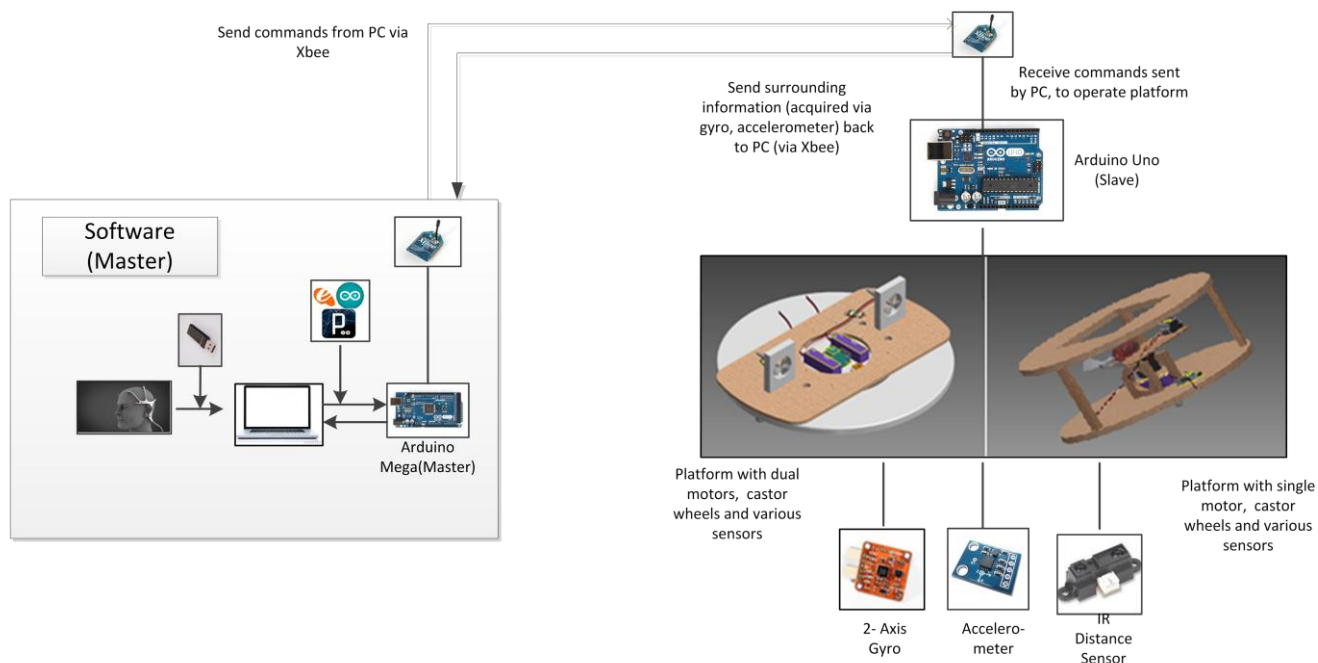 Send commands from PC via
Xbee
Send surrounding
information (acquired via
gyro, accelerometer) back
to PC (via Xbee)
Receive commands sent
by PC, to operate platform
Arduino Uno
(Slave)
Software
(Master)
P
Arduino
Mega(Master)
Platform with dual
motors, castor
wheels and various
sensors
Platform with single
motor, castor
wheels and various
sensors
2- Axis
Gyro
Accelero-
meter
IR
Distance
Sensor